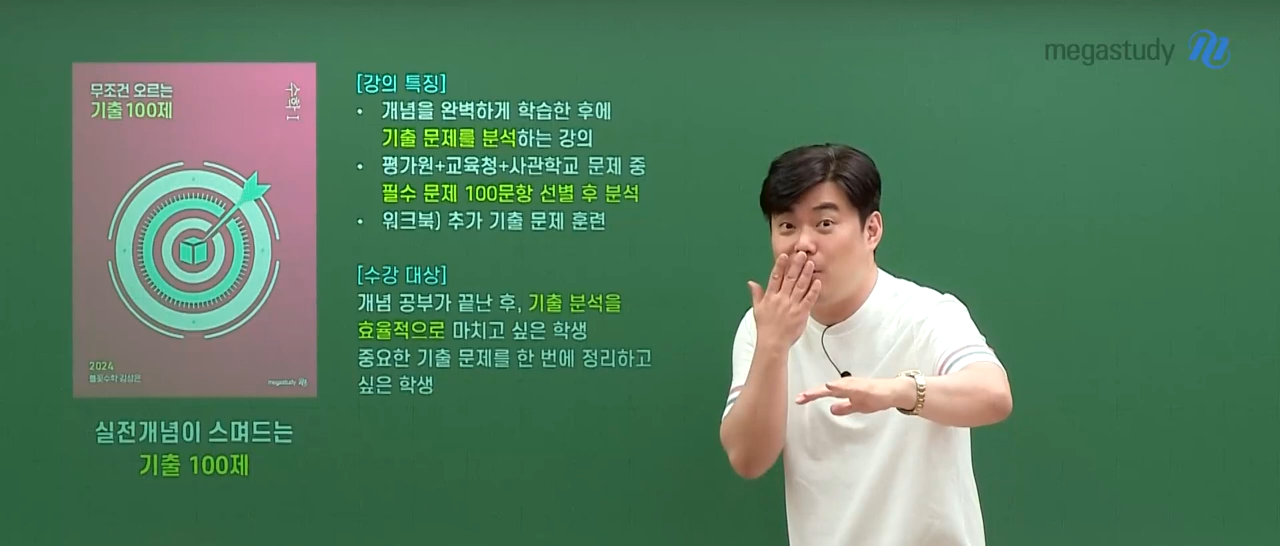 megastudy
무조건 오르는
기출 100제
수학 I
2024
불꽃수학 김성은
megastudy
실전개념이 스며드는
기출 100제
[강의 특징]
• 개념을 완벽하게 학습한 후에
기출 문제를 분석하는 강의
• 평가원+교육청+사관학교 문제 중
필수 문제 100문항 선별 후 분석
• 워크북) 추가 기출 문제 훈련
[수강 대상]
개념 공부가 끝난 후, 기출 분석을
효율적으로 마치고 싶은 학생
중요한 기출 문제를 한 번에 정리하고
싶은 학생